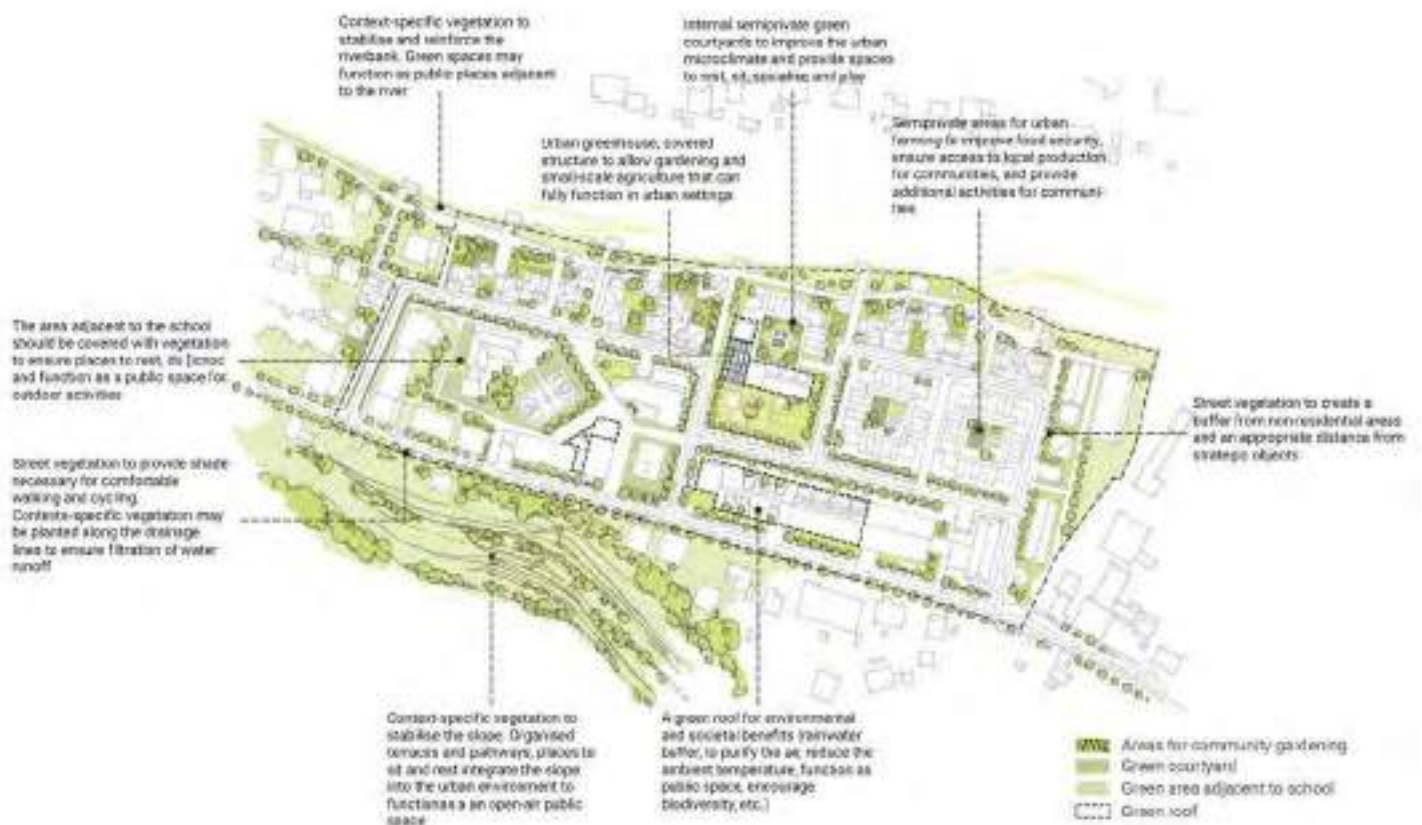 Context-specific vegetation to
stabilise and reinforce the
riverbank. Green spaces may
function as public places adjacent
to the river
Internal semiprivate green
courtyards to improve the urban
microclimate and provide spaces
to rest, sit, socialise, and play
Urban greenhouse, covered
structure to allow gardening and
small-scale agriculture that can
fully function in urban settings
Semiprivate areas for urban
farming to improve food security,
ensure access to local production
for communities, and provide
additional activities for communi-
ties
The area adjacent to the school
should be covered with vegetation
to ensure places to rest, do
and function as a public space for
outdoor activities
Street vegetation to create a
buffer from non-residential areas
and an appropriate distance from
strategic objects
Street vegetation to provide shade
necessary for comfortable
walking and cycling.
Contexts-specific vegetation may
be planted along the drainage
lines to ensure filtration of water
runoff
Context-specific vegetation to
stabilise the slope. Organised
terraces and pathways, places to
sit and rest integrate the slope
into the urban environment to
functionas a an open-air public
space
A green roof for environmental
and societal benefits (rainwater
buffer, to purify the air, reduce the
ambient temperature, function as
public space, encourage
biodiversity, etc.)
Areas for community gardening
Green courtyard
Green area adjacent to school
Green roof